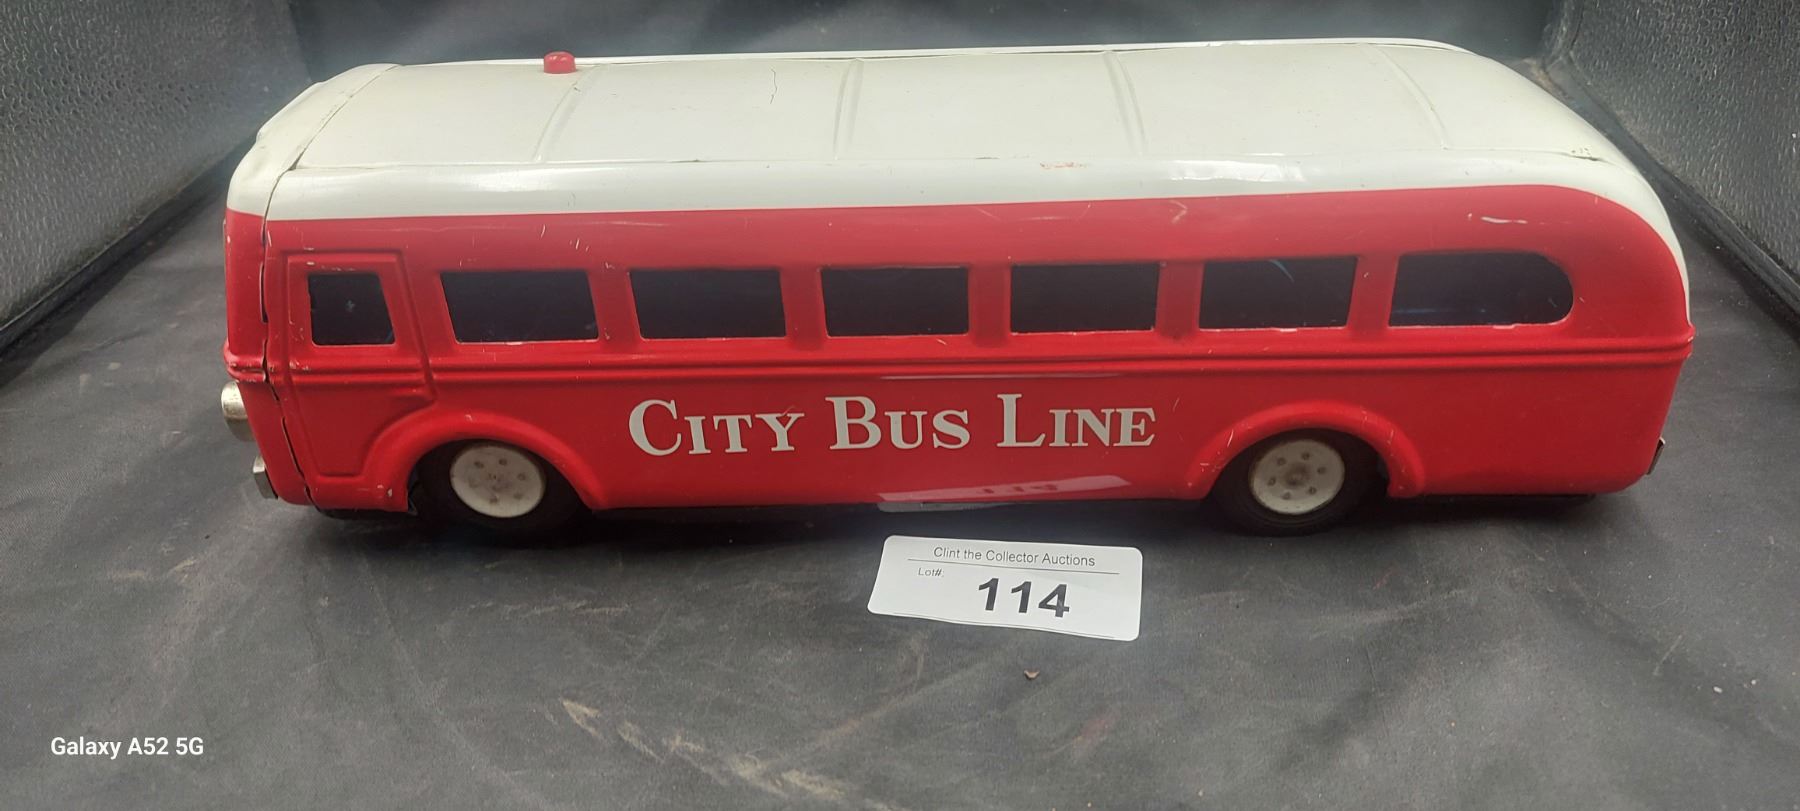 CITY BUS LINE
Clint the Collector Auctions
Lot#:
114
Galaxy A52 5G